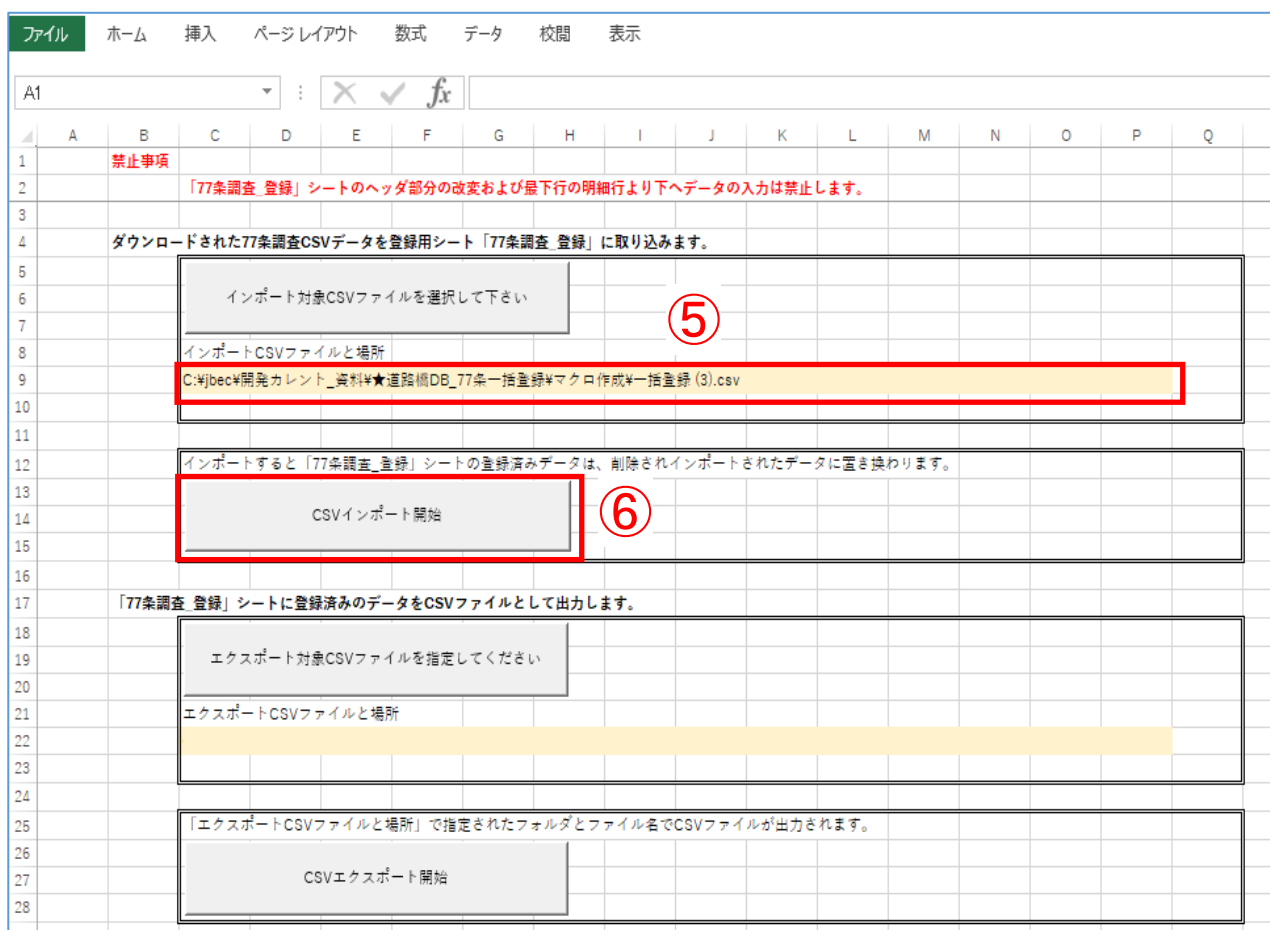 ファイル ホーム 挿入 ページ レイアウト 数式 データ 校閲 表示
A1 fx
A B C D E F G H I J K L M N O P Q
1 禁止事項
2 「77条調査_登録」シートのヘッダ部分の改変および最下行の明細行より下へデータの入力は禁止します。
3
4 ダウンロードされた77条調査CSVデータを登録用シート「77条調査_登録」に取り込みます。
5
6 インポート対象CSVファイルを選択して下さい
⑤
7
8 インポートCSVファイルと場所
9 C:¥jbec¥開発カレント_資料¥★道路橋DB_77条一括登録¥マクロ作成¥一括登録 (3).csv
10
11
12 インポートすると「77条調査_登録」シートの登録済みデータは、削除されインポートされたデータに置き換わります。
13
14 CSVインポート開始 ⑥
15
16
17 「77条調査_登録」シートに登録済みのデータをCSVファイルとして出力します。
18
19 エクスポート対象CSVファイルを指定してください
20
21 エクスポートCSVファイルと場所
22
23
24
25 「エクスポートCSVファイルと場所」で指定されたフォルダとファイル名でCSVファイルが出力されます。
26
27 CSVエクスポート開始
28